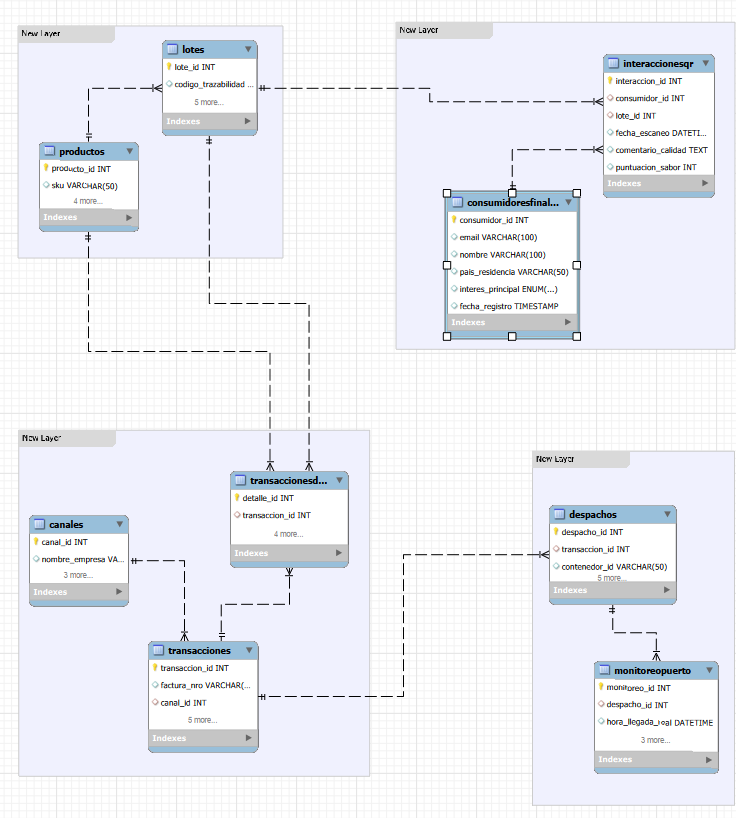 New Layer
lotes
lote_id INT
codigo_trazabilidad ...
5 more...
Indexes
productos
producto_id INT
sku VARCHAR(50)
4 more...
Indexes
New Layer
interaccionesqr
interaccion_id INT
consumidor_id INT
lote_id INT
fecha_escaneo DATETI...
comentario_calidad TEXT
puntuacion_sabor INT
Indexes
consumidoresfinal...
consumidor_id INT
email VARCHAR(100)
nombre VARCHAR(100)
pais_residencia VARCHAR(50)
interes_principal ENUM(...)
fecha_registro TIMESTAMP
Indexes
New Layer
transaccionesd...
detalle_id INT
transaccion_id INT
4 more...
Indexes
canales
canal_id INT
nombre_empresa VA...
3 more...
Indexes
transacciones
transaccion_id INT
factura_nro VARCHAR(...
canal_id INT
5 more...
Indexes
New Layer
despachos
despacho_id INT
transaccion_id INT
contenedor_id VARCHAR(50)
5 more...
Indexes
monitoreopuerto
monitoreo_id INT
despacho_id INT
hora_llegada_real DATETIME
3 more...
Indexes